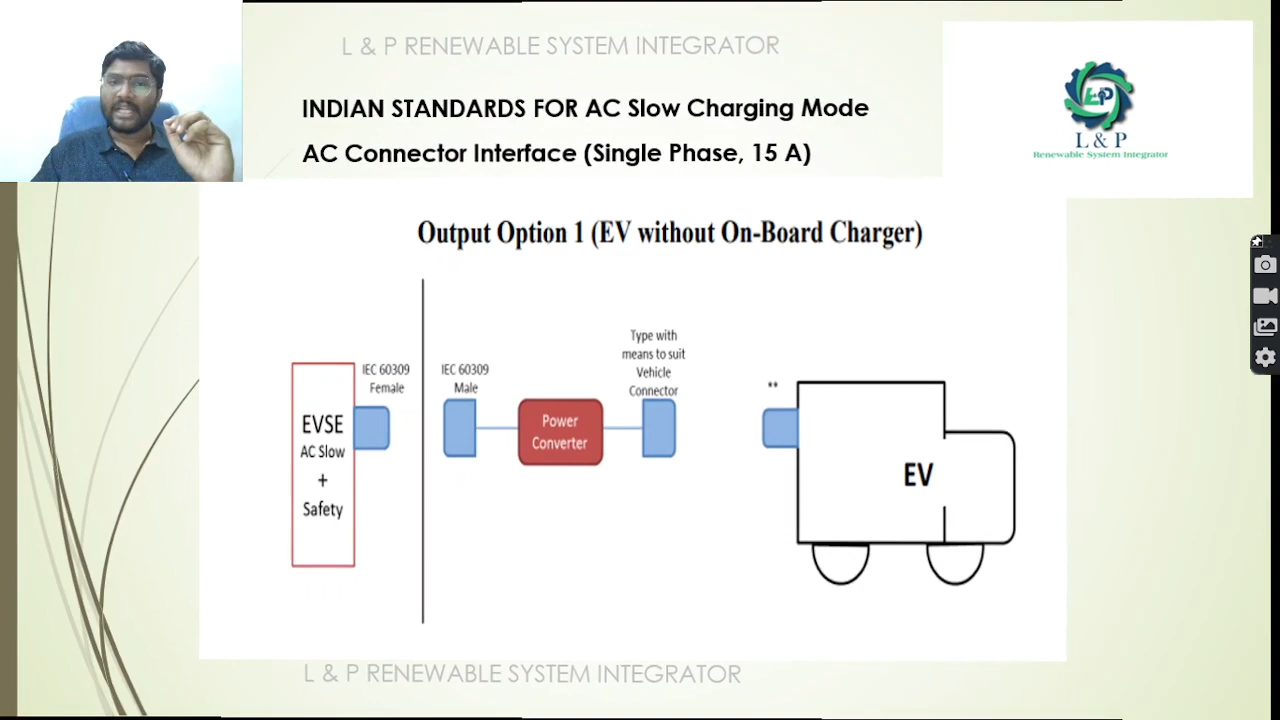 L & P RENEWABLE SYSTEM INTEGRATOR
INDIAN STANDARDS FOR AC Slow Charging Mode
AC Connector Interface (Single Phase, 15 A)
L & P
Renewable System Integrator
Output Option 1 (EV without On-Board Charger)
EVSE
AC Slow
+
Safety
IEC 60309
Female
IEC 60309
Male
Power
Converter
Type with
means to suit
Vehicle
Connector
**
EV
L & P RENEWABLE SYSTEM INTEGRATOR